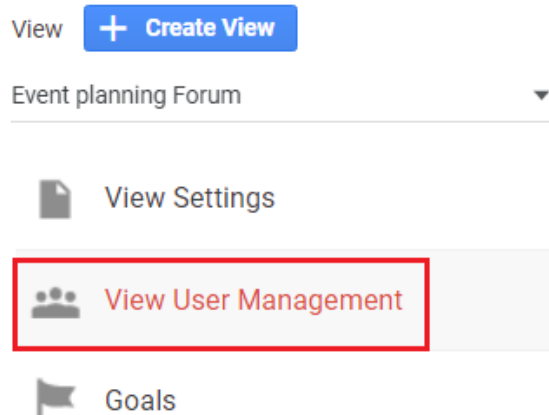 View + Create View
Event planning Forum
View Settings
View User Management
Goals